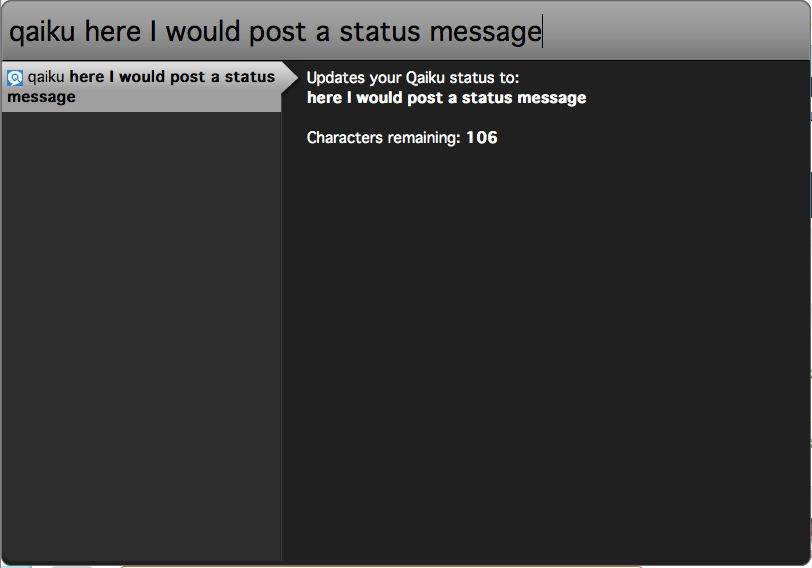 qaiku here I would post a status message
qaiku here I would post a status
message
Updates your Qaiku status to:
here I would post a status message
Characters remaining: 106